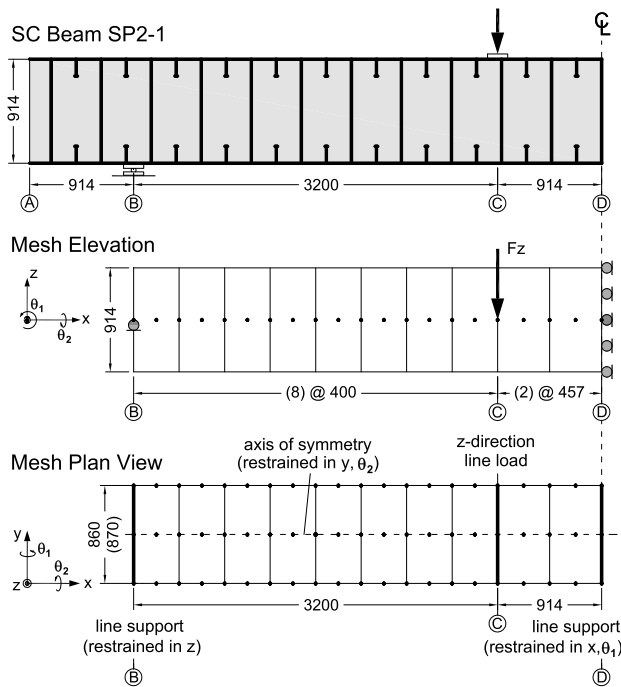 SC Beam SP2-1
℄
914
914
3200
914
A
B
C
D
Mesh Elevation
Fz
z
θ1
x
θ2
914
(8) @ 400
(2) @ 457
B
C
D
Mesh Plan View
axis of symmetry
(restrained in y, θ2)
z-direction
line load
y
θ1
θ2
z
x
860
(870)
3200
914
C
line support
(restrained in z)
line support
(restrained in x,θ1)
B
D